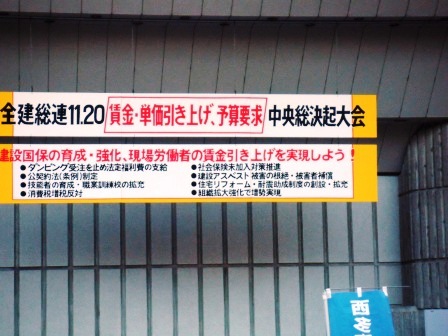 全建総連11.20 賃金・単価引き上げ、予算要求 中央総決起大会
建設国保の育成・強化、現場労働者の賃金引き上げを実現しよう！
●ダンピング受注を止め法定福利費の支給
●公契約法(条例)制定
●技能者の育成・職業訓練校の拡充
●消費税増税反対
●社会保険未加入対策推進
●建設アスベスト被害の根絶・被害者補償
●住宅リフォーム・耐震助成制度の創設・拡充
●組織拡大強化で増勢実現
西多